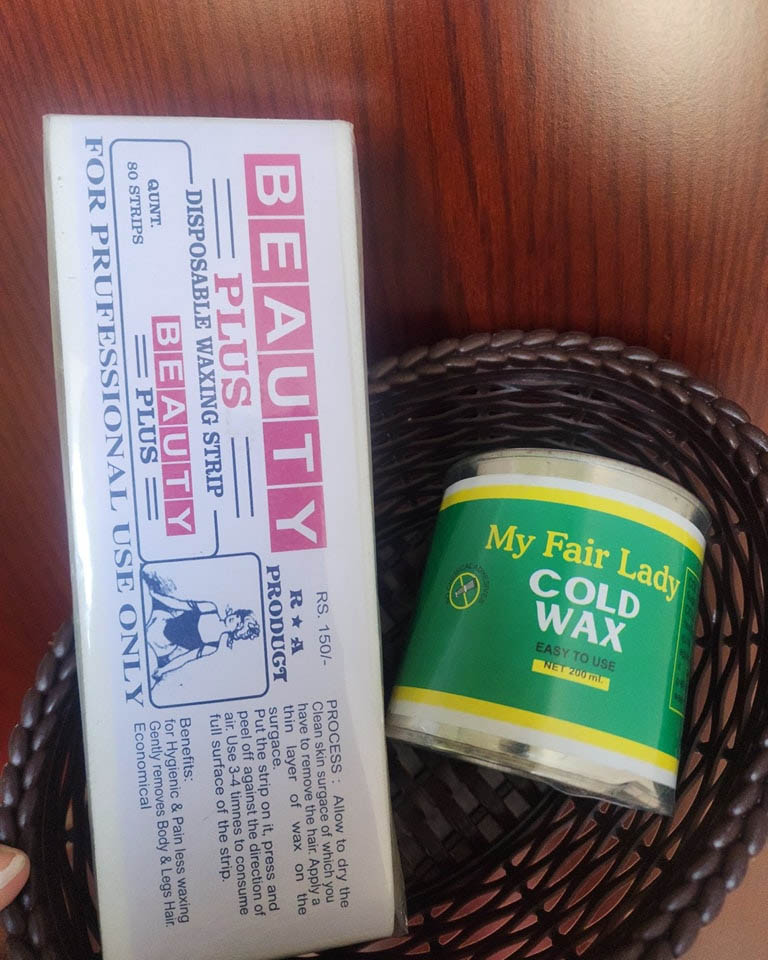 BEAUTY
PLUS
DISPOSABLE WAXING STRIP
QUNT.
80 STRIPS
BEAUTY
PLUS
FOR PRUFESSIONAL USE ONLY
RS. 150/-
R ★ A
PRODUGT
PROCESS : Allow to dry the
Clean skin surgace of which you
have to remove the hair. Apply a
thin layer of wax on the
surgace.
Put the strip on it, press and
peel off against the direction of
air. Use 3-4 timnes to consume
full surface of the strip.
Benefits:
for Hygienic & Pain less waxing
Gently removes Body & Legs Hair.
Economical
My Fair Lady
COLD
WAX
EASY TO USE
NET 200 ml.